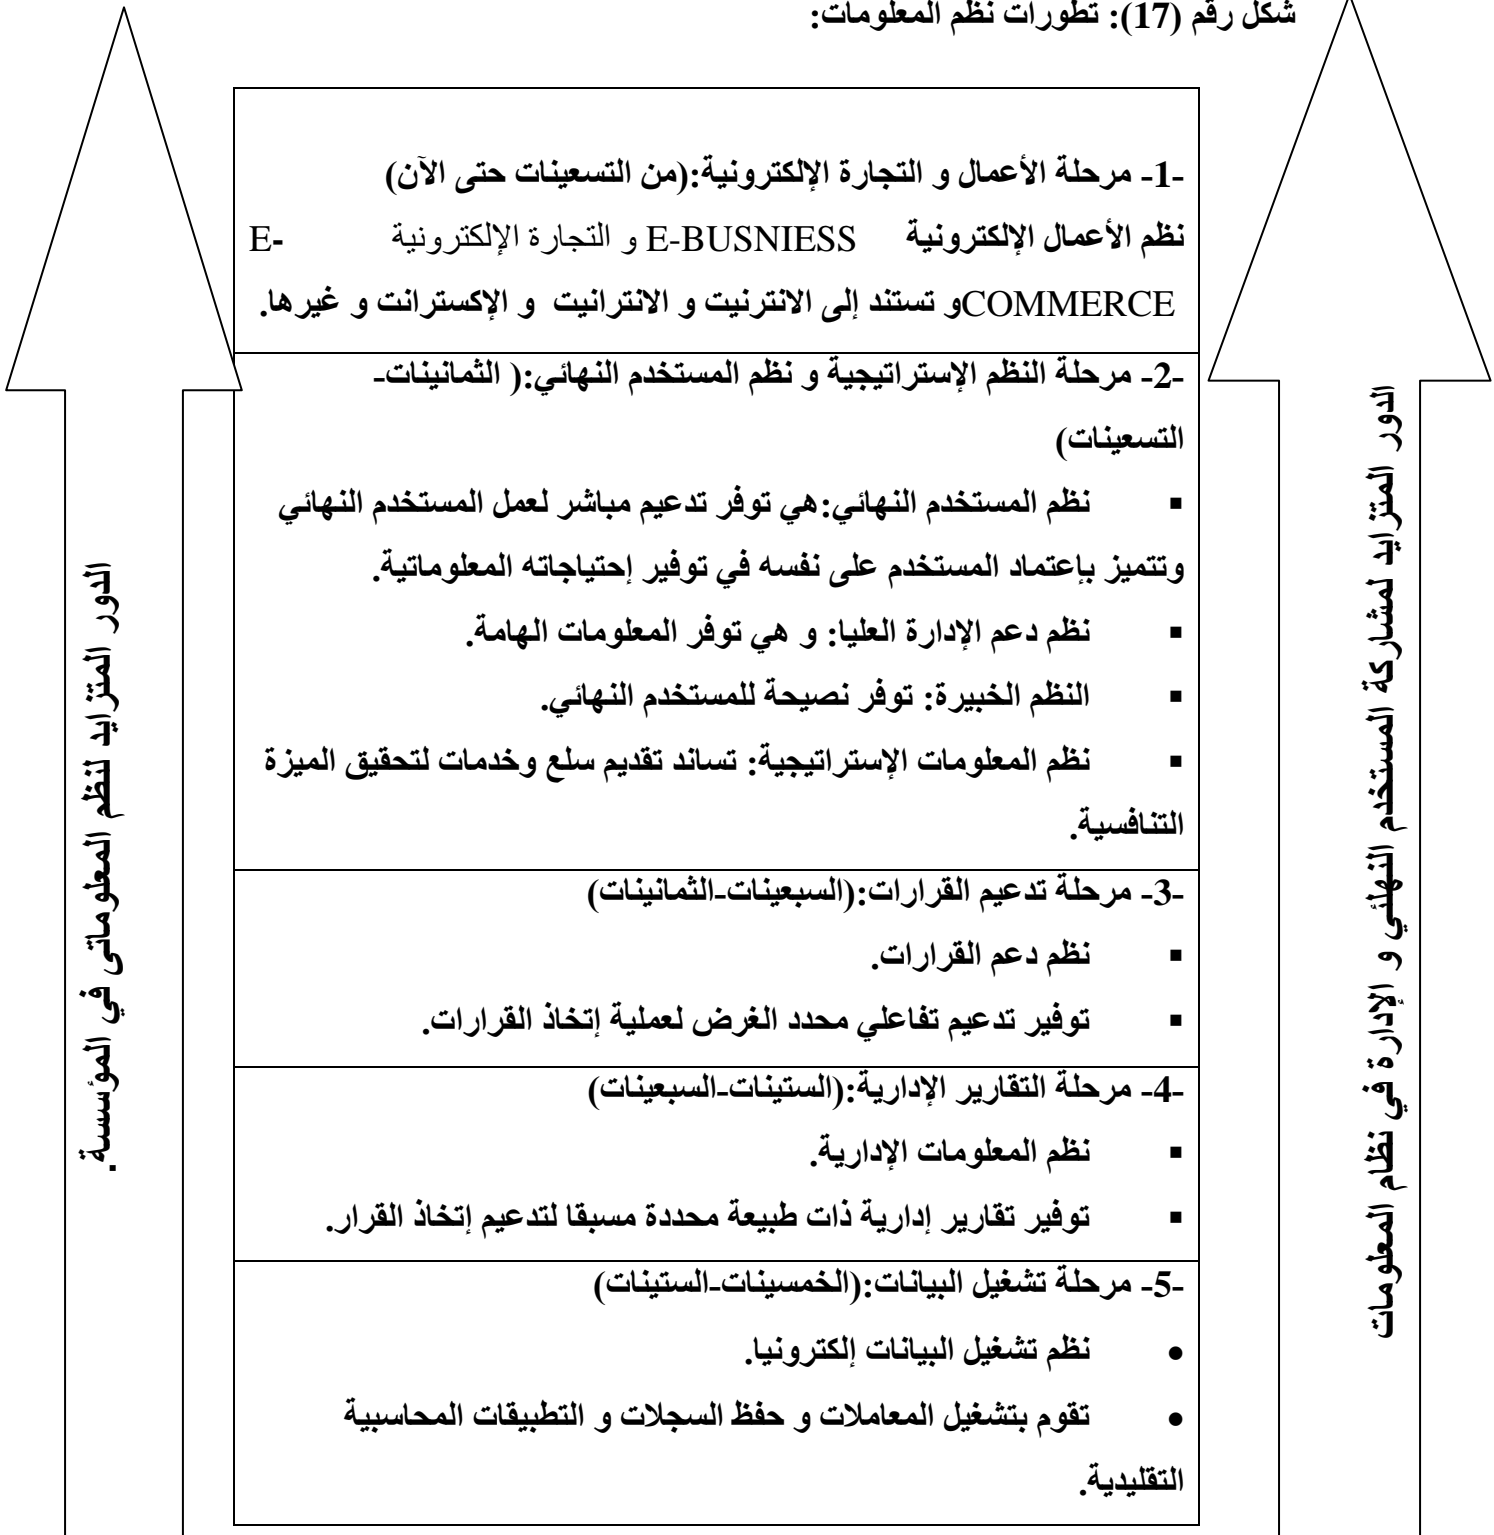 شكل رقم (17): تطورات نظم المعلومات:
-1- مرحلة الأعمال و التجارة الإلكترونية:(من التسعينات حتى الآن)
نظم الأعمال الإلكترونية E-BUSNIESS و التجارة الإلكترونية E-
COMMERCEو تستند إلى الانترنيت و الانترانيت و الإكسترانت و غيرها.
-2- مرحلة النظم الإستراتيجية و نظم المستخدم النهائي:( الثمانينات-
التسعينات)
▪ نظم المستخدم النهائي:هي توفر تدعيم مباشر لعمل المستخدم النهائي
وتتميز بإعتماد المستخدم على نفسه في توفير إحتياجاته المعلوماتية.
▪ نظم دعم الإدارة العليا: و هي توفر المعلومات الهامة.
▪ النظم الخبيرة: توفر نصيحة للمستخدم النهائي.
▪ نظم المعلومات الإستراتيجية: تساند تقديم سلع وخدمات لتحقيق الميزة
التنافسية.
-3- مرحلة تدعيم القرارات:(السبعينات-الثمانينات)
▪ نظم دعم القرارات.
▪ توفير تدعيم تفاعلي محدد الغرض لعملية إتخاذ القرارات.
-4- مرحلة التقارير الإدارية:(الستينات-السبعينات)
▪ نظم المعلومات الإدارية.
▪ توفير تقارير إدارية ذات طبيعة محددة مسبقا لتدعيم إتخاذ القرار.
-5- مرحلة تشغيل البيانات:(الخمسينات-الستينات)
• نظم تشغيل البيانات إلكترونيا.
• تقوم بتشغيل المعاملات و حفظ السجلات و التطبيقات المحاسبية
التقليدية.
الدور المتزايد لمشاركة المستخدم النهائي و الإدارة في نظام المعلومات
الدور المتزايد لنظم المعلوماتى في المؤسسة.